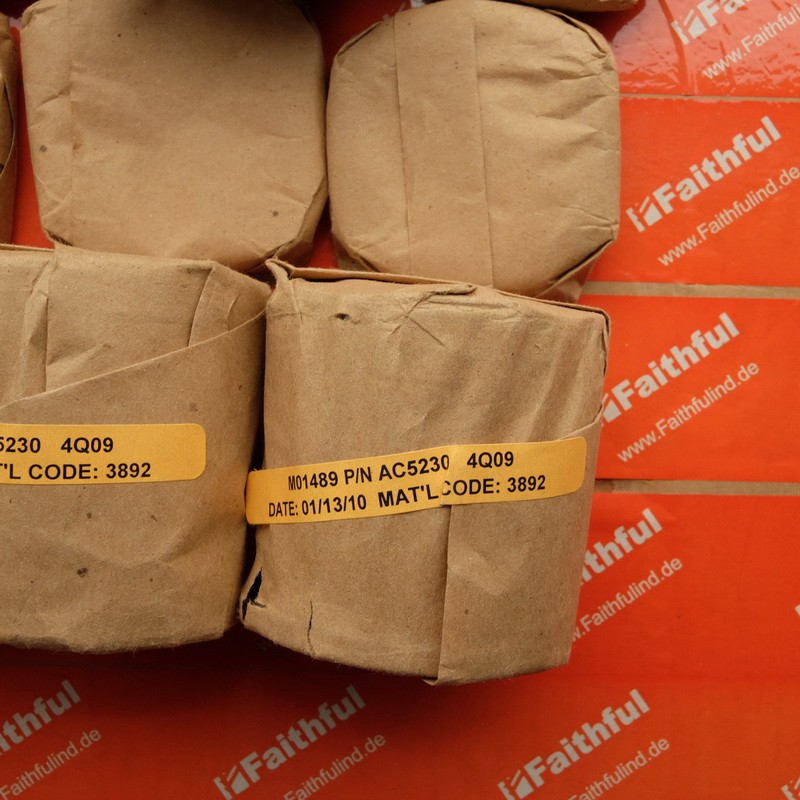 Faithful
www.Faithful
Faithful
www.Faithfulind.de
Faithful
www.Faithfulind.de
5230 4Q09
T'L CODE: 3892
M01489 P/N AC5230 4Q09
DATE: 01/13/10 MAT'L CODE: 3892
Faithful
www.Faithfulind.de
Faithful
Faithfulind.de
Faithful
www.Faithfulind.de
Faithful
www.Faithfulind.de